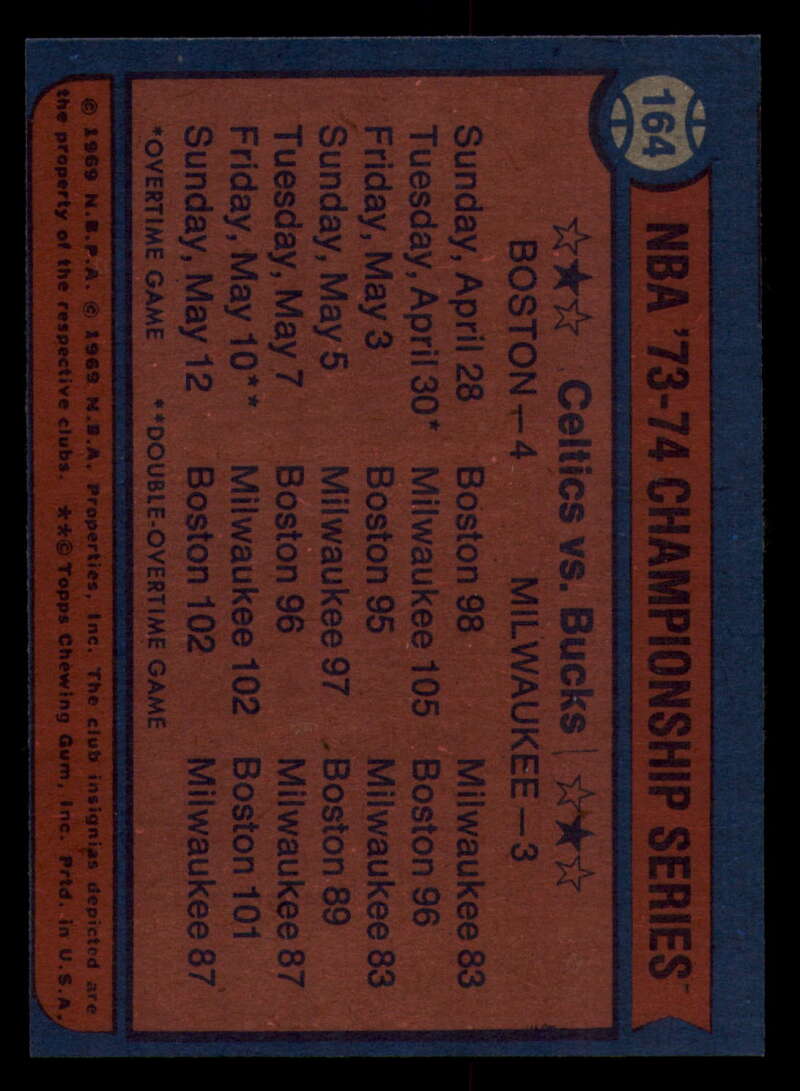 164
NBA '73-74 CHAMPIONSHIP SERIES™
☆★☆ Celtics vs. Bucks ☆★☆
BOSTON—4 MILWAUKEE—3
Sunday, April 28 Boston 98 Milwaukee 83
Tuesday, April 30* Milwaukee 105 Boston 96
Friday, May 3 Boston 95 Milwaukee 83
Sunday, May 5 Milwaukee 97 Boston 89
Tuesday, May 7 Boston 96 Milwaukee 87
Friday, May 10** Milwaukee 102 Boston 101
Sunday, May 12 Boston 102 Milwaukee 87
*OVERTIME GAME **DOUBLE-OVERTIME GAME
© 1969 N.B.P.A. © 1969 N.B.A. Properties, Inc. The club insignias depicted are
the property of the respective clubs. **© Topps Chewing Gum, Inc. Prtd. in U.S.A.